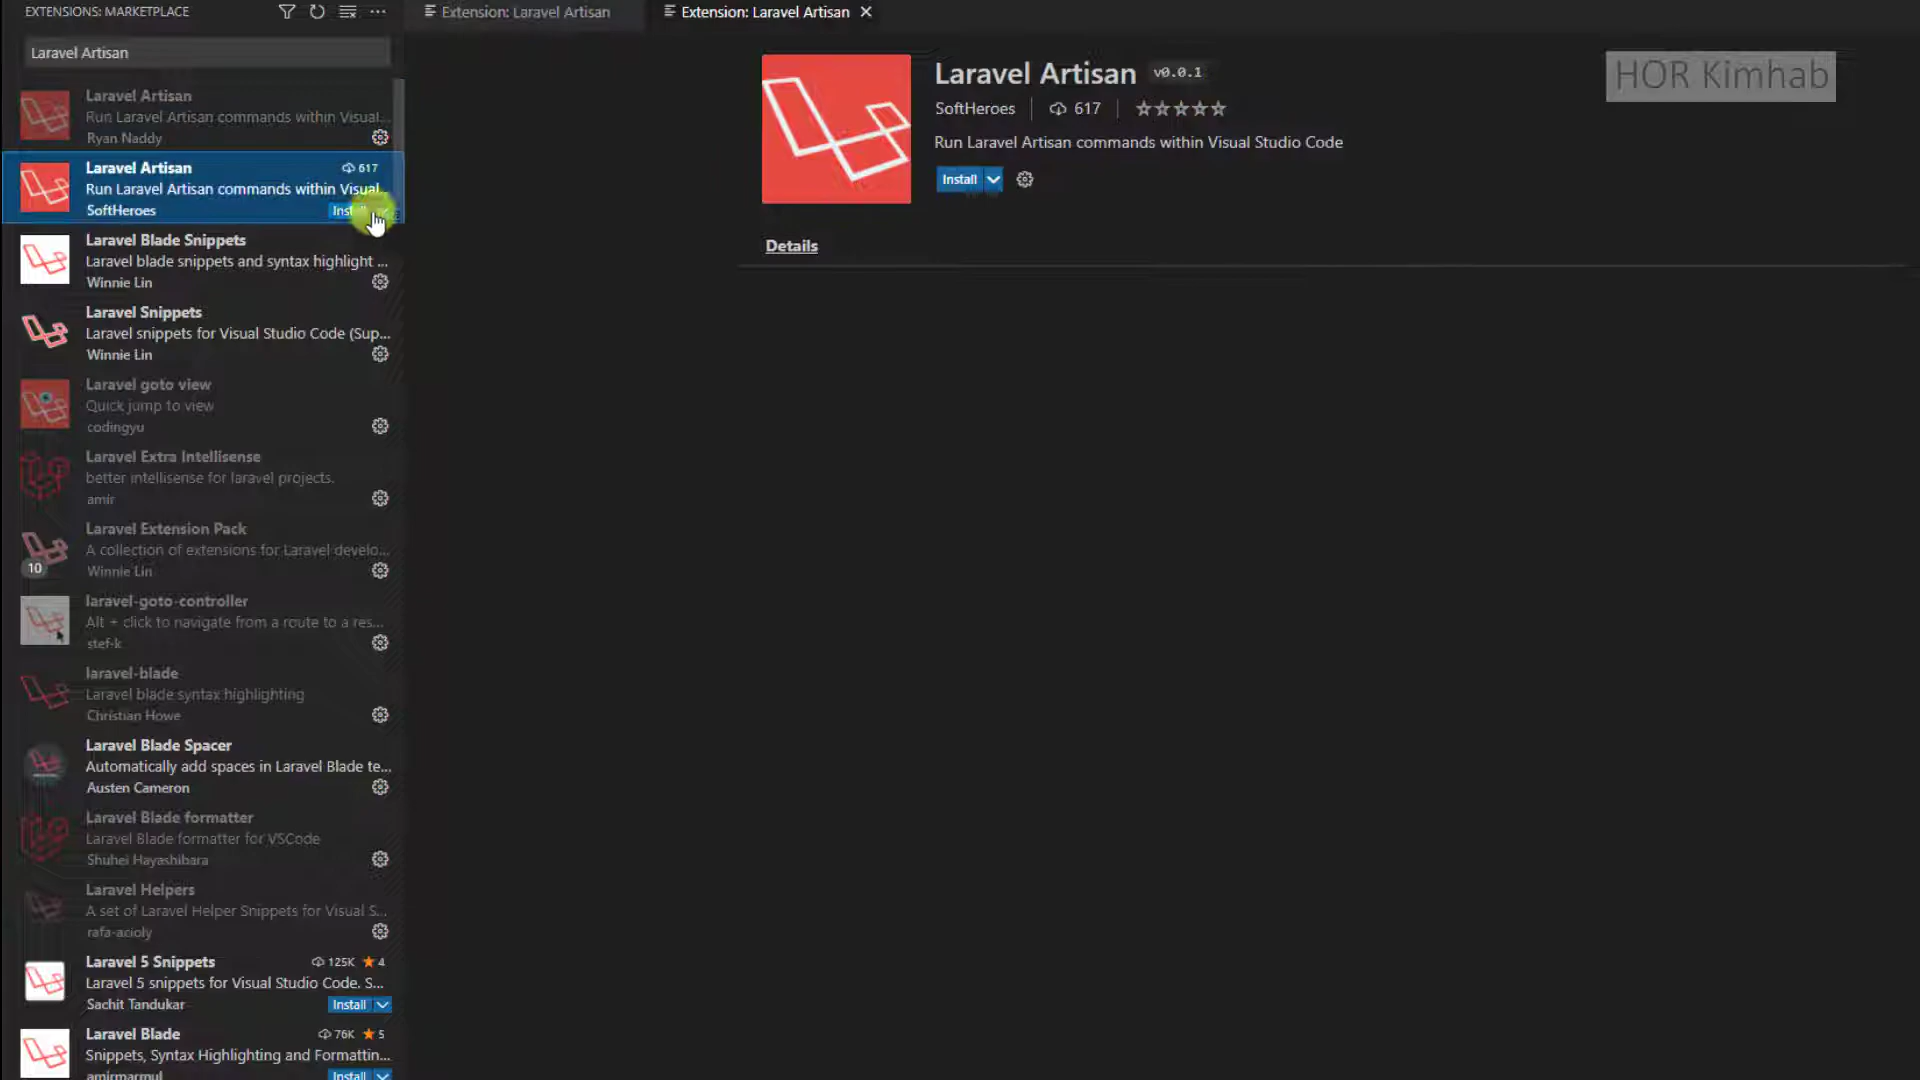 EXTENSIONS: MARKETPLACE
Extension: Laravel Artisan
Extension: Laravel Artisan
Laravel Artisan
Laravel Artisan
Run Laravel Artisan commands within Visual...
Ryan Naddy
Laravel Artisan 617
Run Laravel Artisan commands within Visual...
SoftHeroes
Laravel Blade Snippets
Laravel blade snippets and syntax highlight ...
Winnie Lin
Laravel Snippets
Laravel snippets for Visual Studio Code (Sup...
Winnie Lin
Laravel goto view
Quick jump to view
codingyu
Laravel Extra Intellisense
better intellisense for laravel projects.
amir
Laravel Extension Pack
A collection of extensions for Laravel develo...
10
Winnie Lin
laravel-goto-controller
Alt + click to navigate from a route to a res...
stef-k
laravel-blade
Laravel blade syntax highlighting
Christian Howe
Laravel Blade Spacer
Automatically add spaces in Laravel Blade te...
Austen Cameron
Laravel Blade formatter
Laravel Blade formatter for VSCode
Shuhei Hayashibara
Laravel Helpers
A set of Laravel Helper Snippets for Visual S...
rafa-acioly
Laravel 5 Snippets 125K 4
Laravel 5 snippets for Visual Studio Code. S...
Sachit Tandukar Install
Laravel Blade 76K 5
Snippets, Syntax Highlighting and Formattin...
amirmarmul Install
Laravel Artisan v0.0.1
SoftHeroes 617
Run Laravel Artisan commands within Visual Studio Code
Install
Details
HOR Kimhab